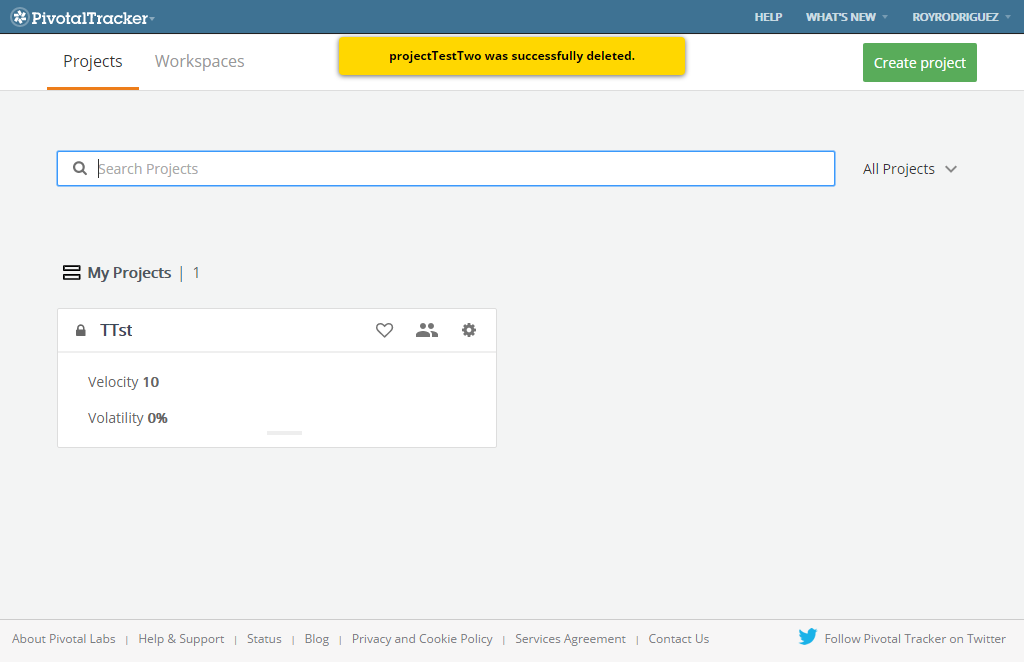 PivotalTracker
HELP WHAT'S NEW ROYRODRIGUEZ
Projects Workspaces
projectTestTwo was successfully deleted.
Create project
Search Projects
All Projects
My Projects | 1
TTst
Velocity 10
Volatility 0%
About Pivotal Labs | Help & Support | Status | Blog | Privacy and Cookie Policy | Services Agreement | Contact Us
Follow Pivotal Tracker on Twitter